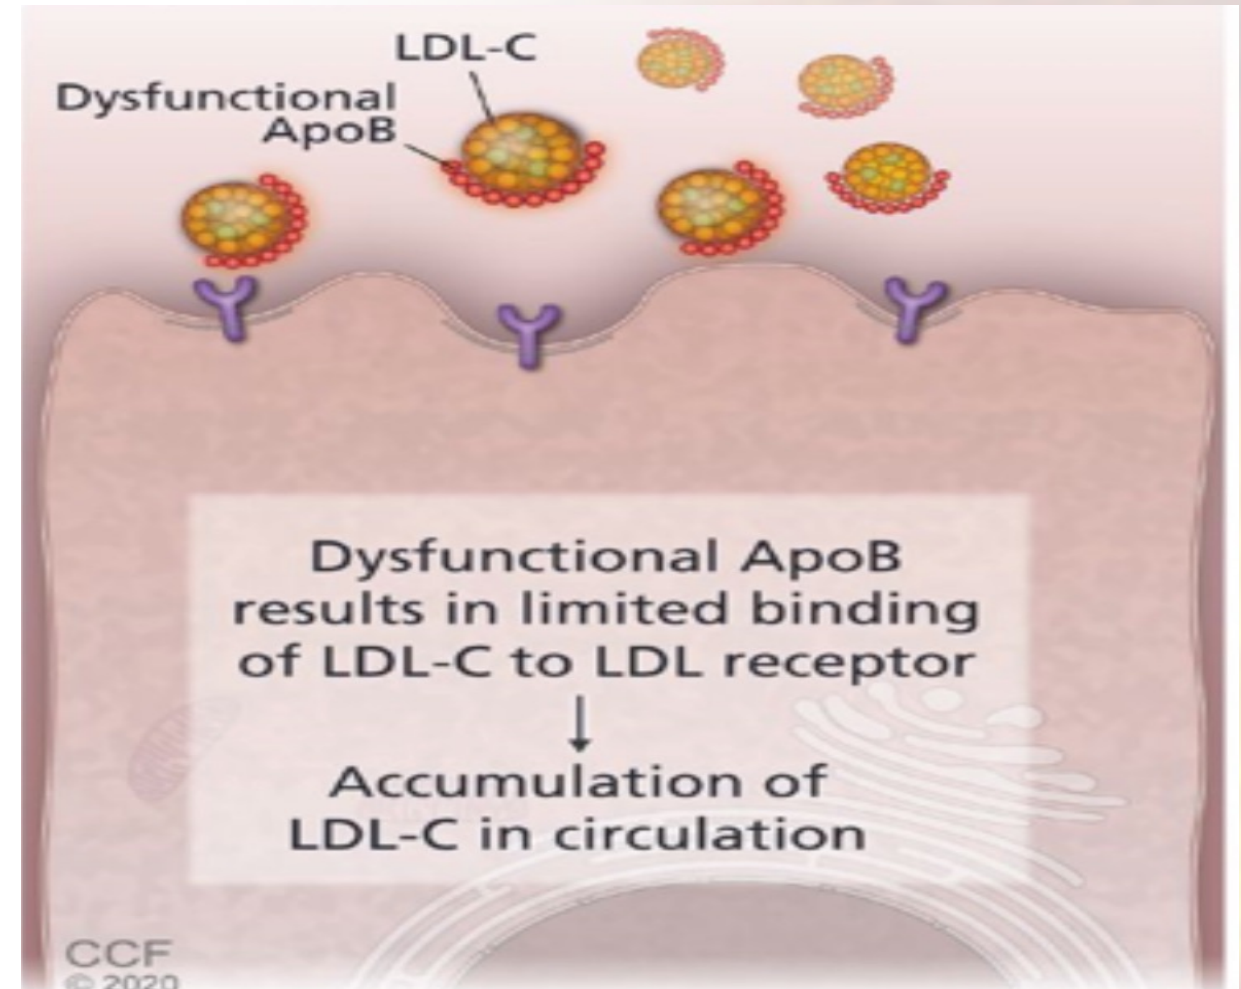 LDL-C
Dysfunctional
ApoB
Dysfunctional ApoB
results in limited binding
of LDL-C to LDL receptor
Accumulation of
LDL-C in circulation
CCF
© 2020